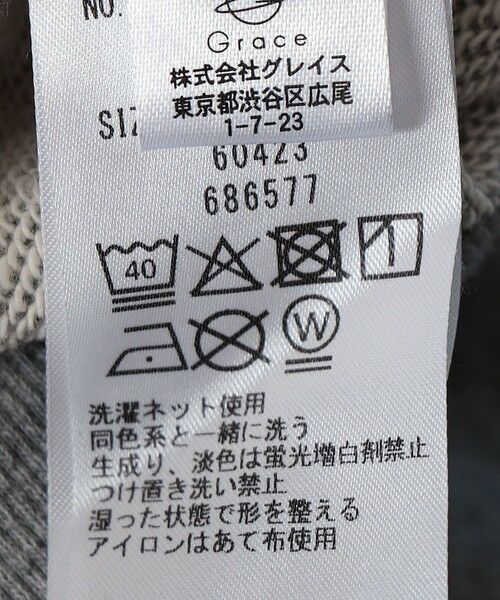 NO.
Grace
株式会社グレイス
東京都渋谷区広尾
1-7-23
SIZ
60423
686577
40
W
洗濯ネット使用
同色系と一緒に洗う
生成り、淡色は蛍光増白剤禁止
つけ置き洗い禁止
湿った状態で形を整える
アイロンはあて布使用